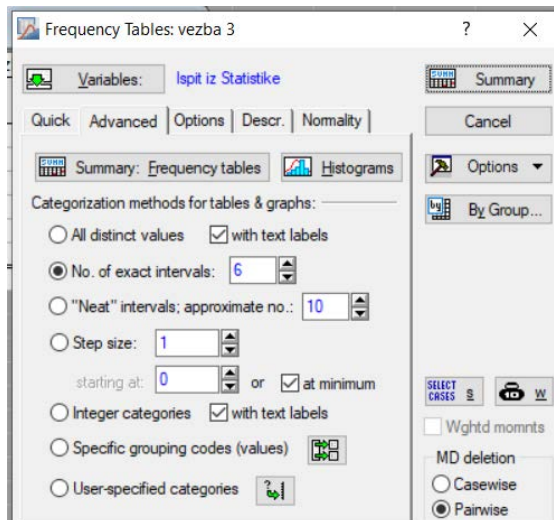 Frequency Tables: vezba 3 ? ×
Variables: Ispit iz Statistike
Summary
Quick Advanced Options Descr. Normality
Cancel
Summary: Frequency tables Histograms
Options
Categorization methods for tables & graphs:
By Group...
All distinct values with text labels
No. of exact intervals: 6
"Neat" intervals; approximate no.: 10
Step size: 1
starting at: 0 or at minimum
SELECT CASES S W
Integer categories with text labels
Wghtd momnts
Specific grouping codes (values)
MD deletion
User-specified categories
Casewise
Pairwise